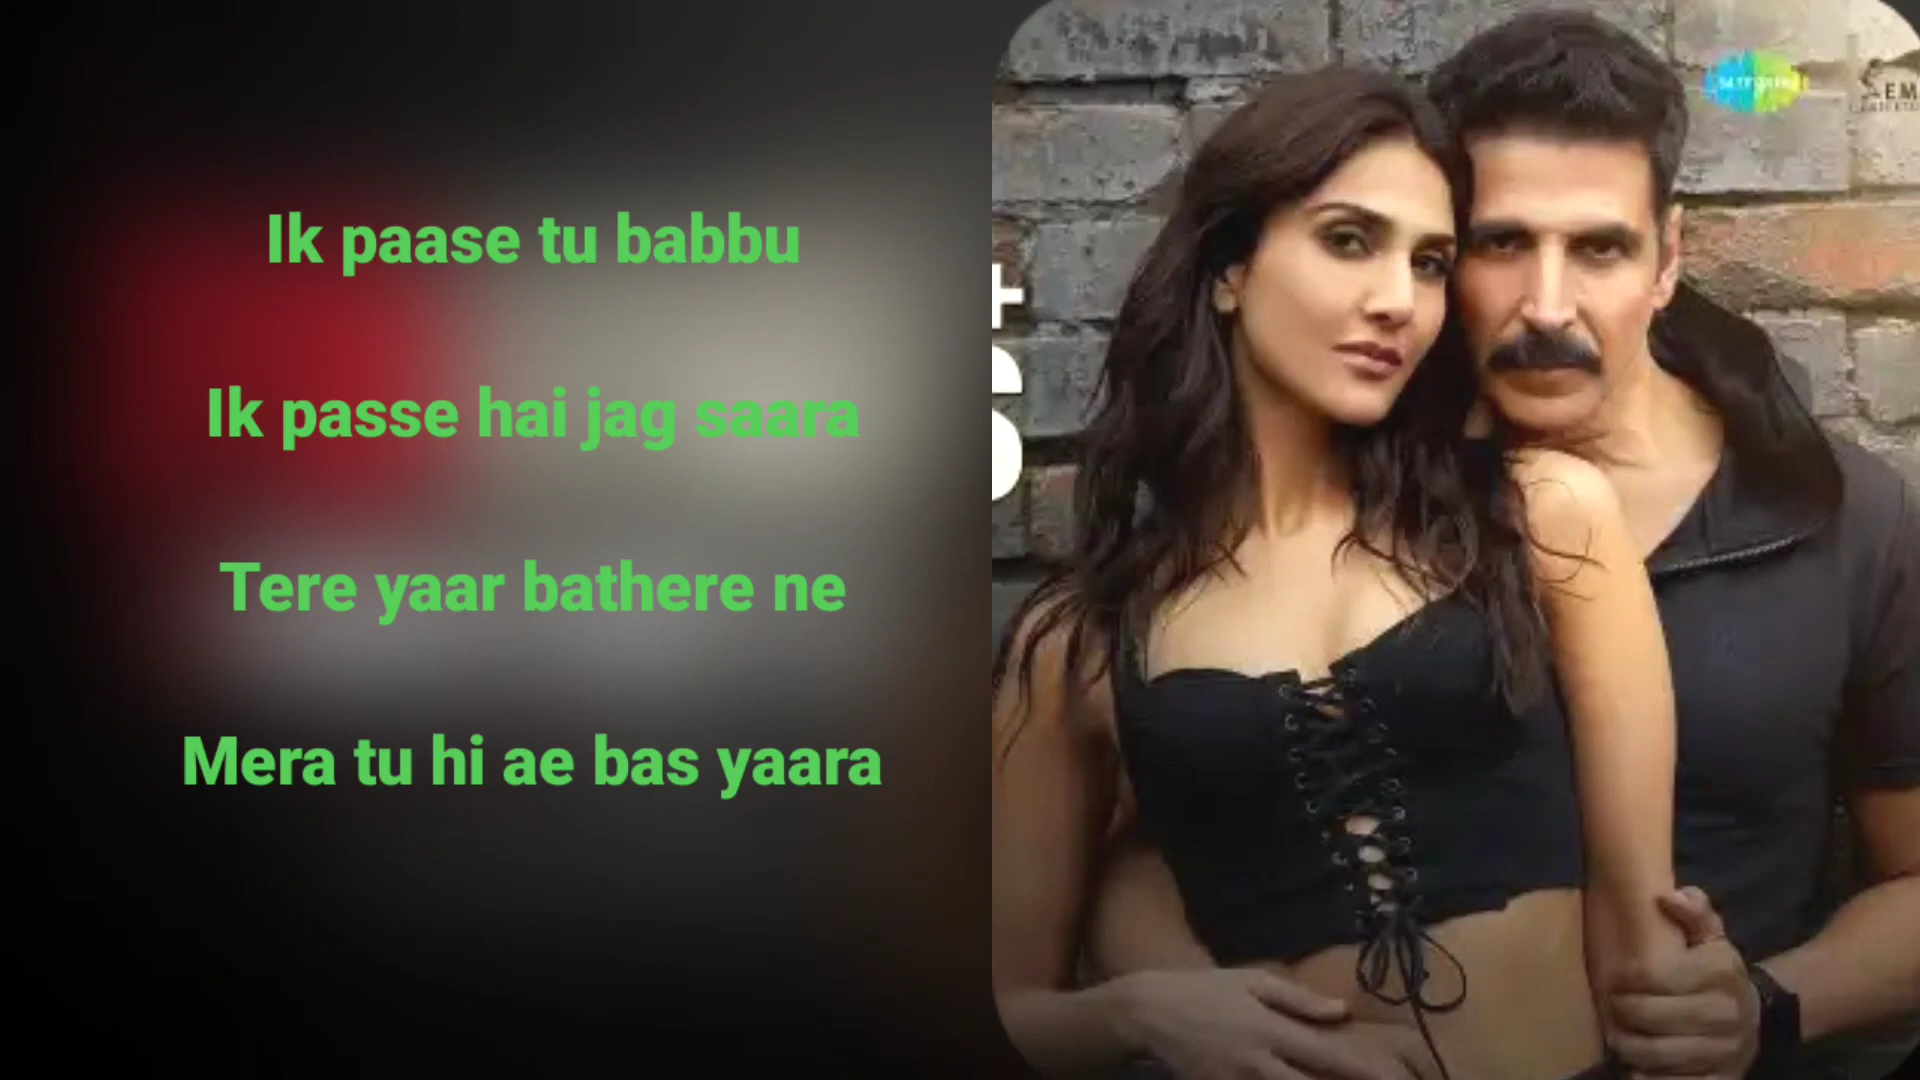 Ik paase tu babbu
Ik passe hai jag saara
Tere yaar bathere ne
Mera tu hi ae bas yaara
+
S
EM